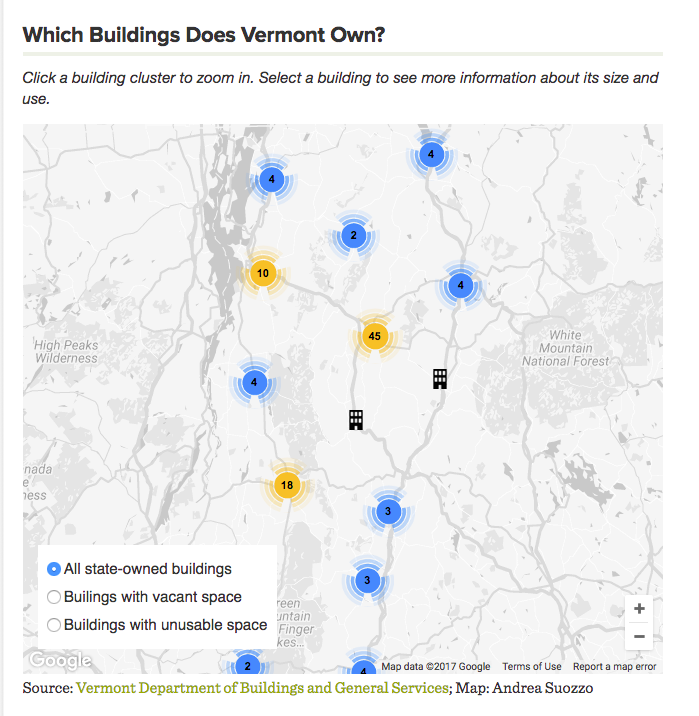 Which Buildings Does Vermont Own?
Click a building cluster to zoom in. Select a building to see more information about its size and
use.
4
4
2
10
4
45
High Peaks
Wilderness
White
Mountain
National Forest
4
18
nada
e
ness
3
3
All state-owned buildings
Builings with vacant space
Buildings with unusable space
reen
untain
Finger
kes...
+
−
2
4
Google
Map data ©2017 Google Terms of Use Report a map error
Source: Vermont Department of Buildings and General Services; Map: Andrea Suozzo